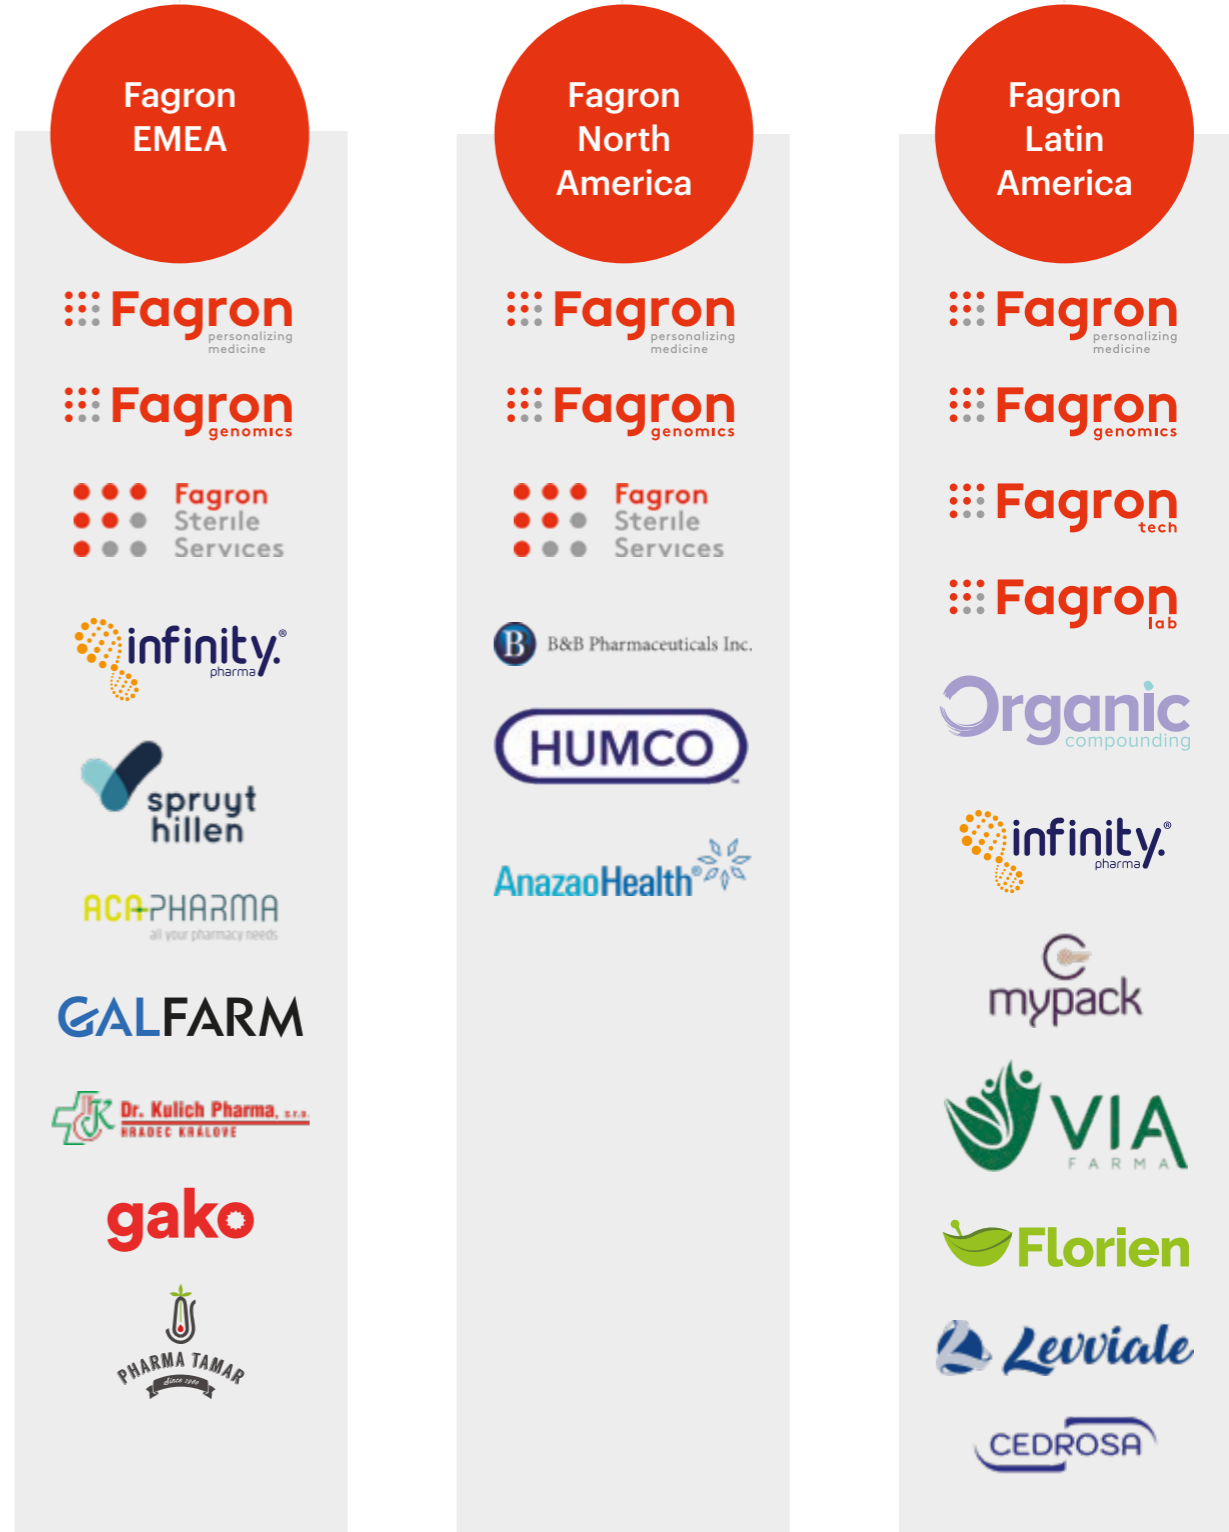 Fagron
EMEA
Fagron
personalizing
medicine
Fagron
genomics
Fagron
Sterile
Services
infinity.®
pharma
spruyt
hillen
ACA-PHARMA
all your pharmacy needs
GALFARM
Dr. Kulich Pharma, s.r.o.
HRADEC KRÁLOVÉ
gako
PHARMA TAMAR
Since 1980
Fagron
North
America
Fagron
personalizing
medicine
Fagron
genomics
Fagron
Sterile
Services
B B&B Pharmaceuticals Inc.
HUMCO™
AnazaoHealth®
Fagron
Latin
America
Fagron
personalizing
medicine
Fagron
genomics
Fagron
tech
Fagron
lab
Organic
compounding
infinity.®
pharma
mypack
VIA
FARMA
Florien
Levviale
CEDROSA